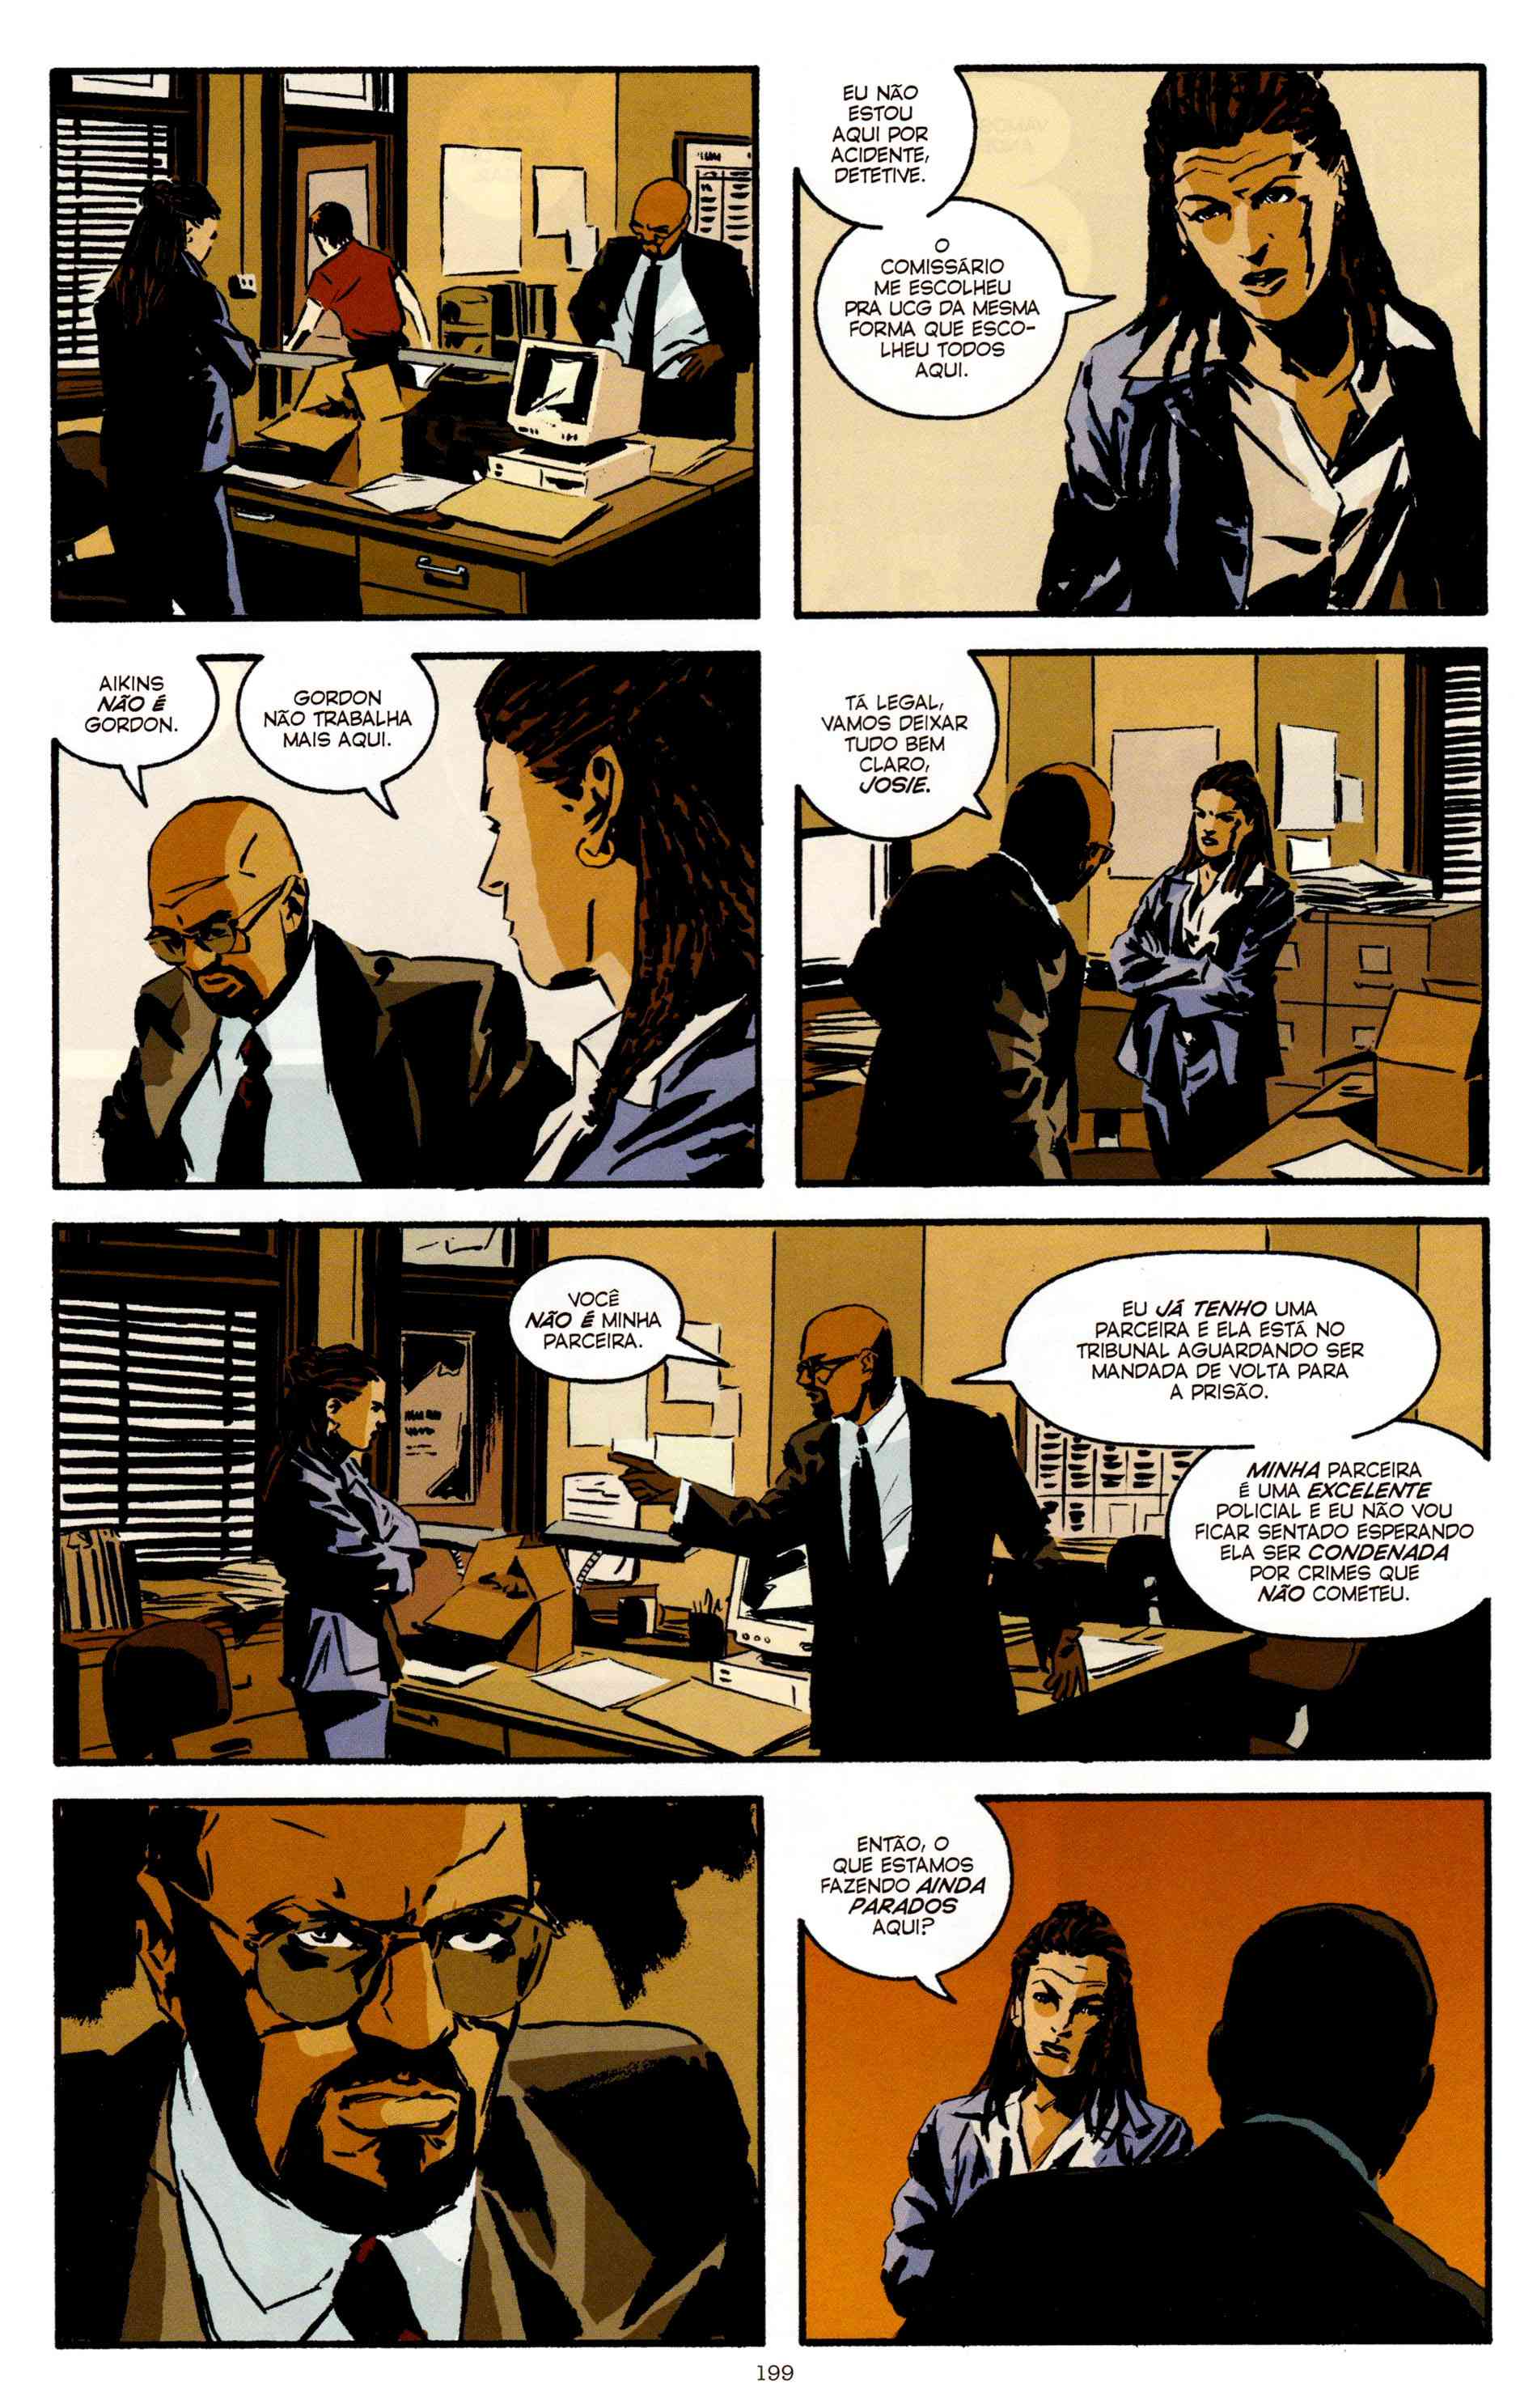 EU NÃO
ESTOU
AQUI POR
ACIDENTE,
DETETIVE.
O
COMISSÁRIO
ME ESCOLHEU
PRA UCG DA MESMA
FORMA QUE ESCO-
LHEU TODOS
AQUI.
AIKINS
NÃO É
GORDON.
GORDON
NÃO TRABALHA
MAIS AQUI.
TÁ LEGAL,
VAMOS DEIXAR
TUDO BEM
CLARO,
JOSIE.
VOCÊ
NÃO É MINHA
PARCEIRA.
EU JÁ TENHO UMA
PARCEIRA E ELA ESTÁ NO
TRIBUNAL AGUARDANDO SER
MANDADA DE VOLTA PARA
A PRISÃO.
MINHA PARCEIRA
É UMA EXCELENTE
POLICIAL E EU NÃO VOU
FICAR SENTADO ESPERANDO
ELA SER CONDENADA
POR CRIMES QUE
NÃO COMETEU.
ENTÃO, O
QUE ESTAMOS
FAZENDO AINDA
PARADOS
AQUI?
199